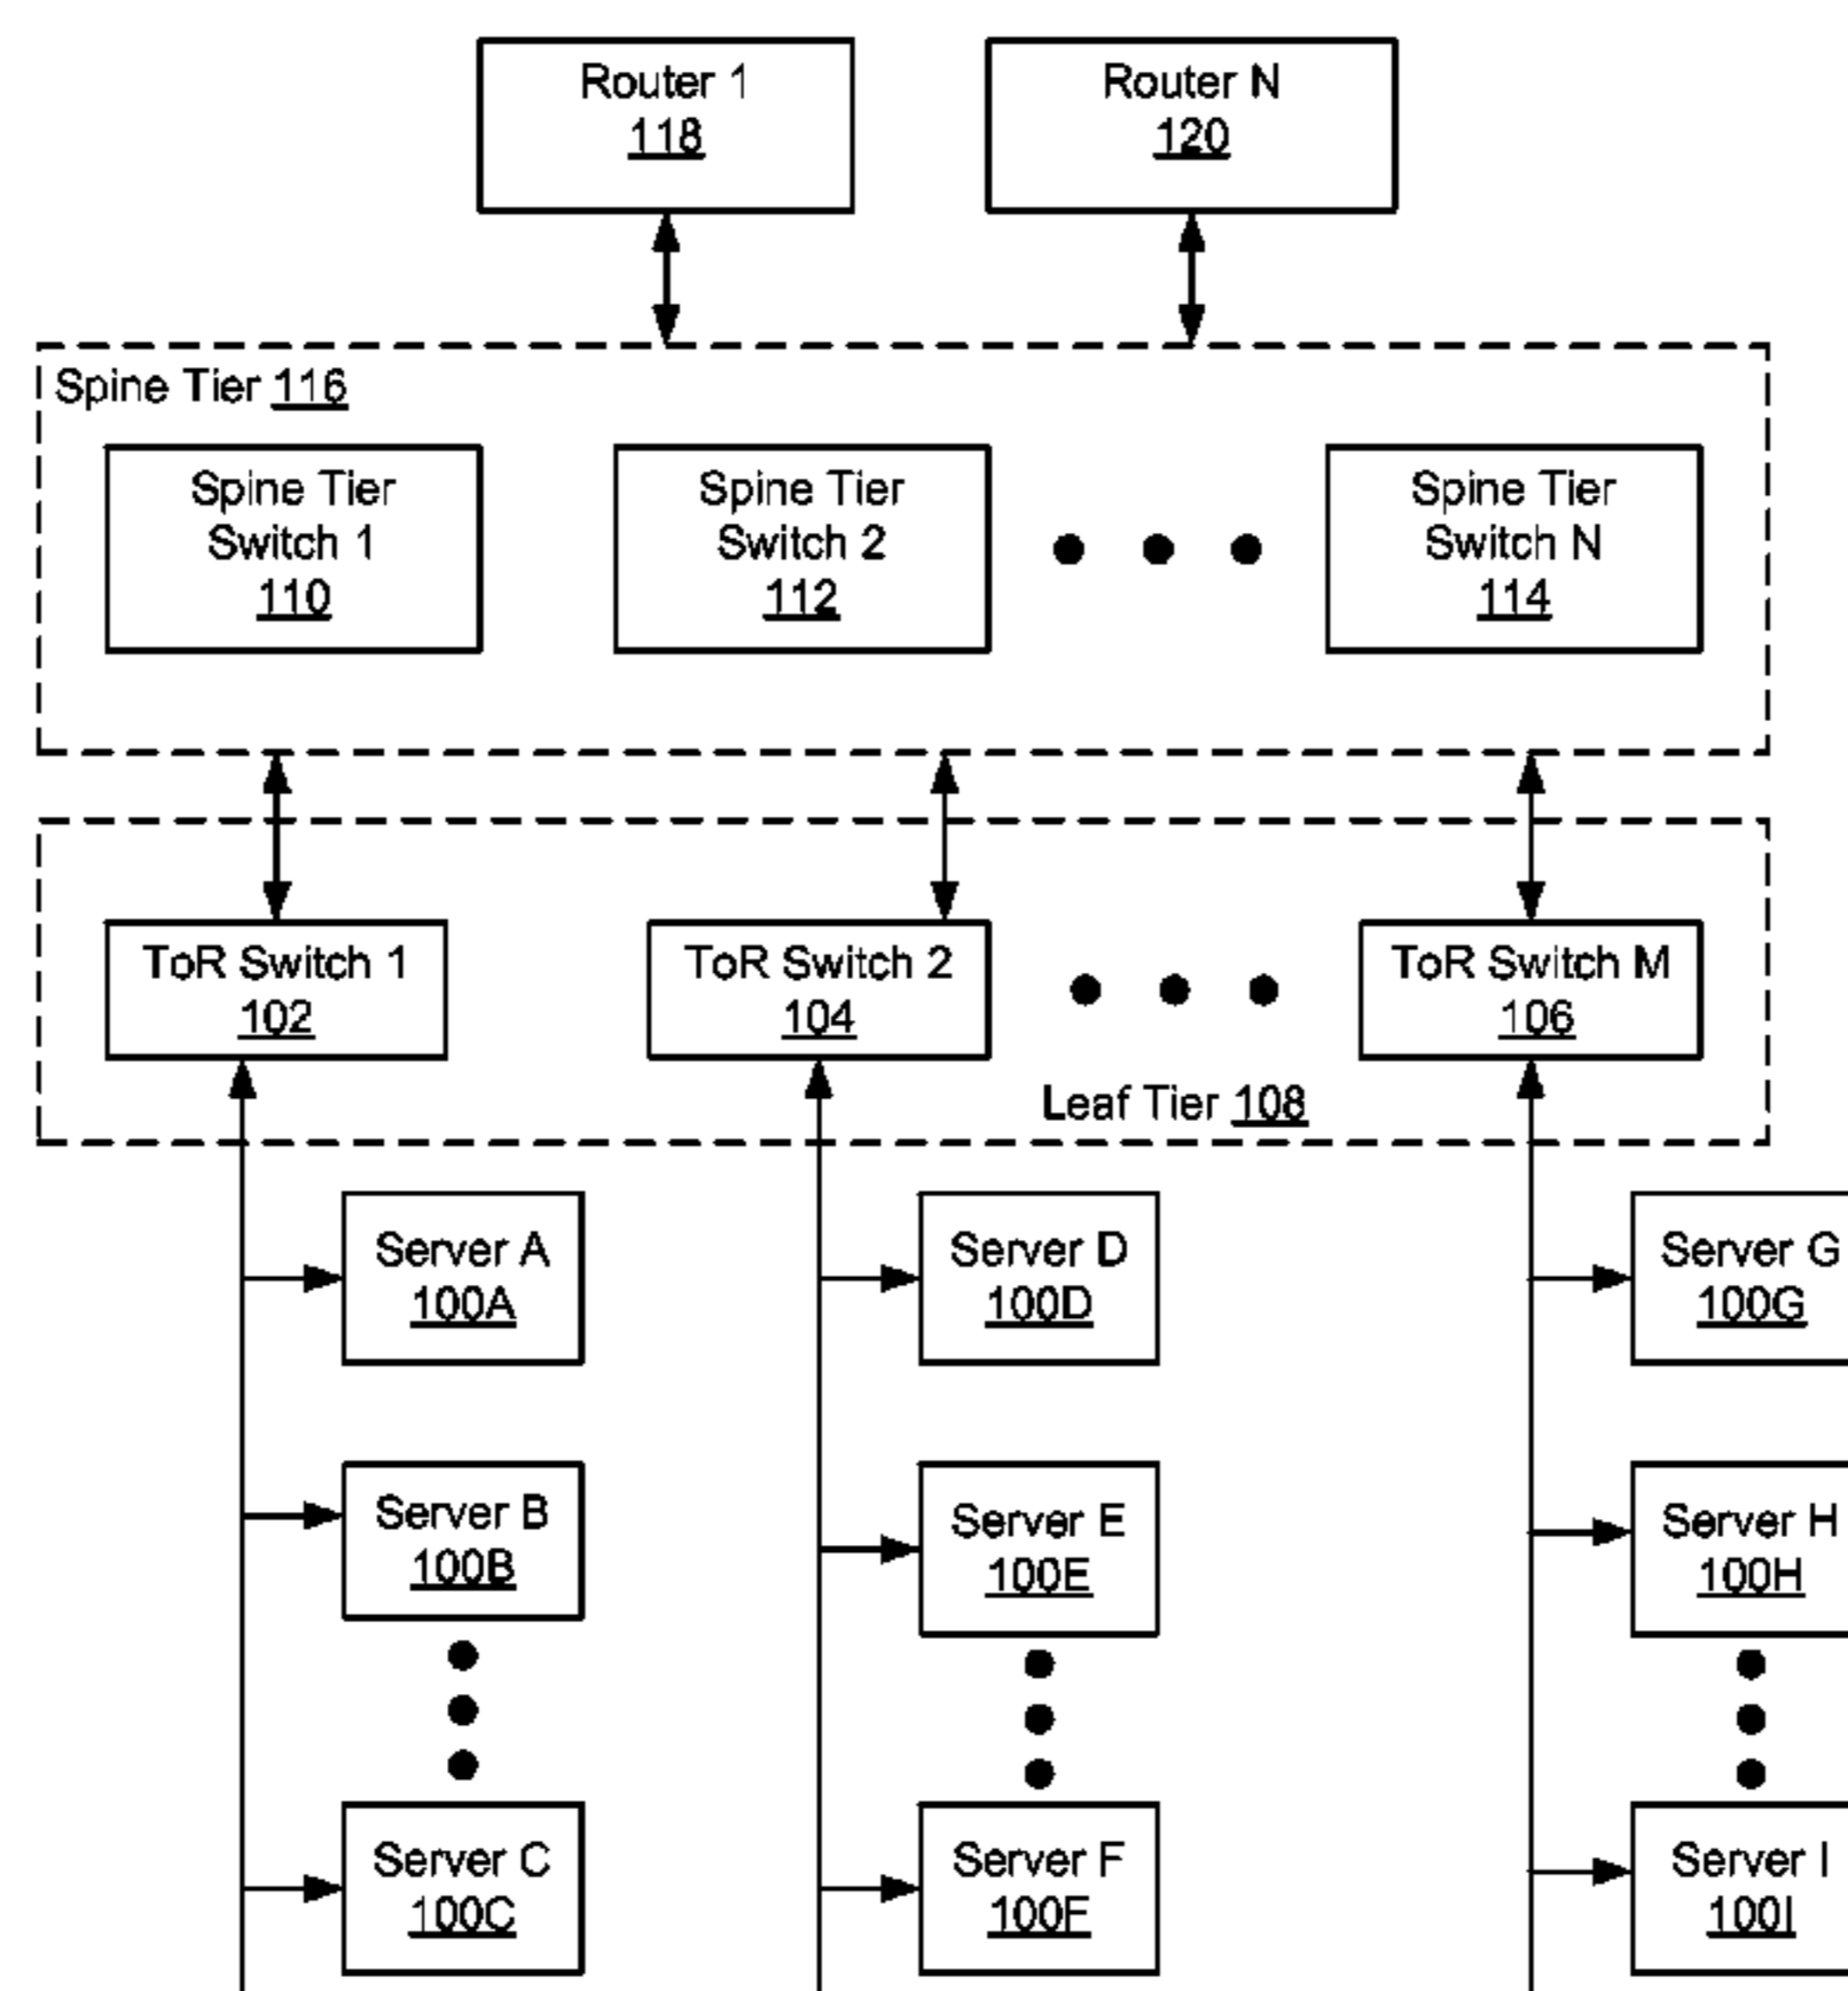 Router 1
118
Router N
120
Spine Tier 116
Spine Tier
Switch 1
110
Spine Tier
Switch 2
112
Spine Tier
Switch N
114
ToR Switch 1
102
ToR Switch 2
104
ToR Switch M
106
Leaf Tier 108
Server A
100A
Server D
100D
Server G
100G
Server B
100B
Server E
100E
Server H
100H
Server C
100C
Server F
100F
Server I
100I